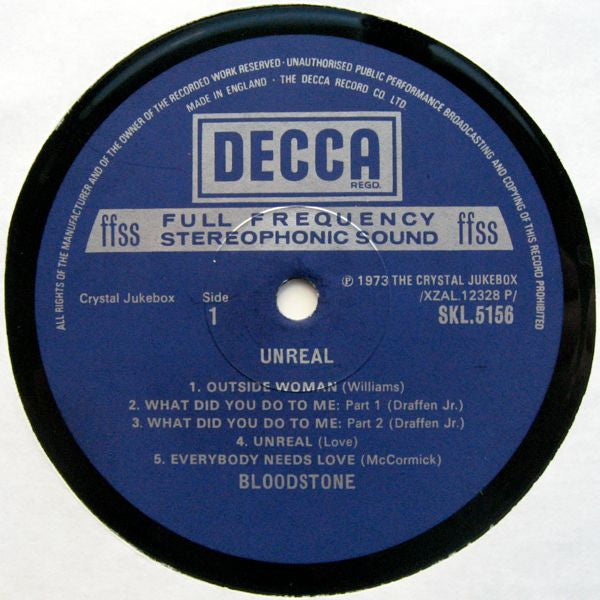 ALL RIGHTS OF THE MANUFACTURER AND OF THE OWNER OF THE RECORDED WORK RESERVED · UNAUTHORISED PUBLIC PERFORMANCE BROADCASTING AND COPYING OF THIS RECORD PROHIBITED
MADE IN ENGLAND · THE DECCA RECORD CO. LTD
DECCA
REGD.
ffss FULL FREQUENCY ffss
STEREOPHONIC SOUND
℗ 1973 THE CRYSTAL JUKEBOX
Crystal Jukebox Side /XZAL.12328 P/
1 SKL.5156
UNREAL
1. OUTSIDE WOMAN (Williams)
2. WHAT DID YOU DO TO ME: Part 1 (Draffen Jr.)
3. WHAT DID YOU DO TO ME: Part 2 (Draffen Jr.)
4. UNREAL (Love)
5. EVERYBODY NEEDS LOVE (McCormick)
BLOODSTONE